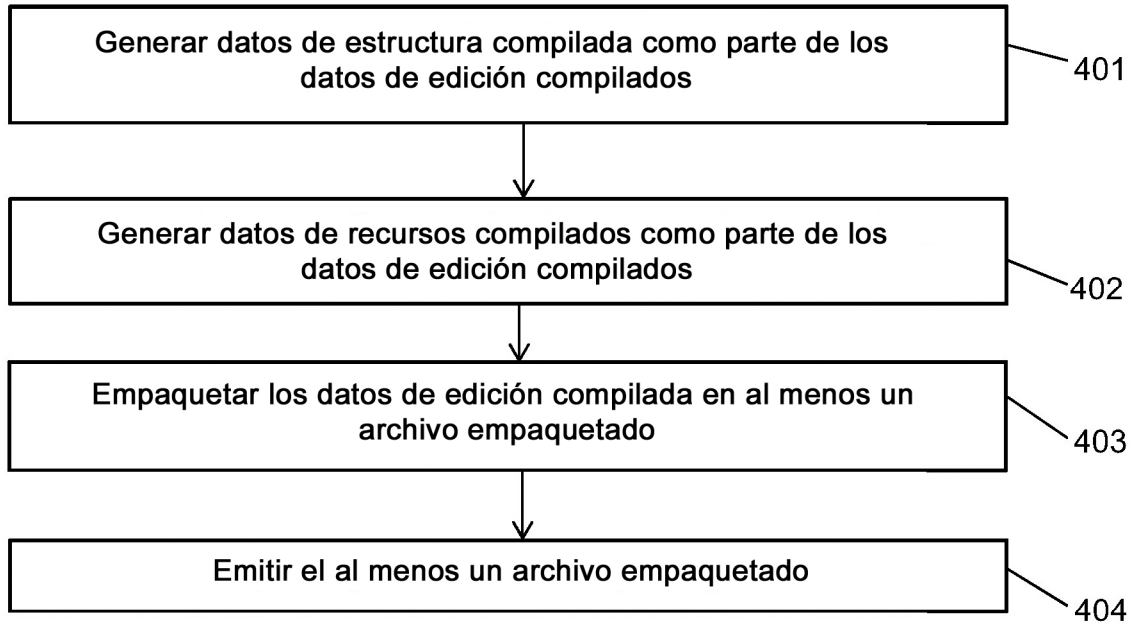 Generar datos de estructura compilada como parte de los
datos de edición compilados
401
Generar datos de recursos compilados como parte de los
datos de edición compilados
402
Empaquetar los datos de edición compilada en al menos un
archivo empaquetado
403
Emitir el al menos un archivo empaquetado
404